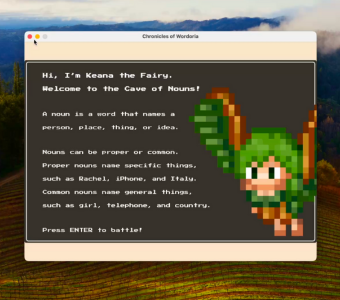 Chronicles of Wordoria
Hi, I'm Keana the Fairy.
Welcome to the Cave of Nouns!
A noun is a word that names a
person, place, thing, or idea.
Nouns can be proper or common.
Proper nouns name specific things,
such as Rachel, iPhone, and Italy.
Common nouns name general things,
such as girl, telephone, and country.
Press ENTER to battle!